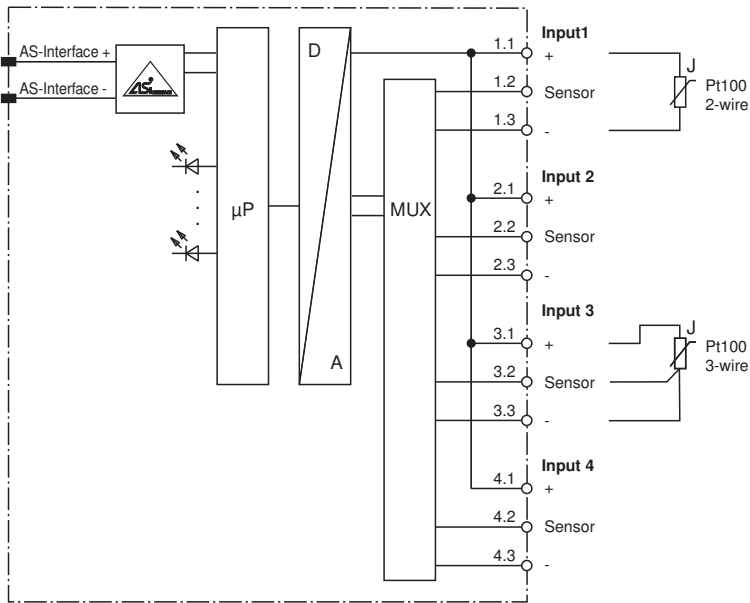 AS-Interface +
AS-Interface -
ASi
µP
D
A
MUX
Input1
1.1
+
1.2
Sensor
1.3
-
J
Pt100
2-wire
Input 2
2.1
+
2.2
Sensor
2.3
-
Input 3
3.1
+
3.2
Sensor
3.3
-
J
Pt100
3-wire
Input 4
4.1
+
4.2
Sensor
4.3
-